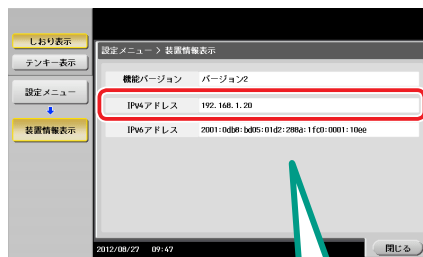 しおり表示
テンキー表示
設定メニュー
装置情報表示
設定メニュー > 装置情報表示
機能バージョン バージョン2
IPv4アドレス 192.168.1.20
IPv6アドレス 2001:0db8:bd05:01d2:288a:1fc0:0001:10ee
2012/08/27 09:47
閉じる